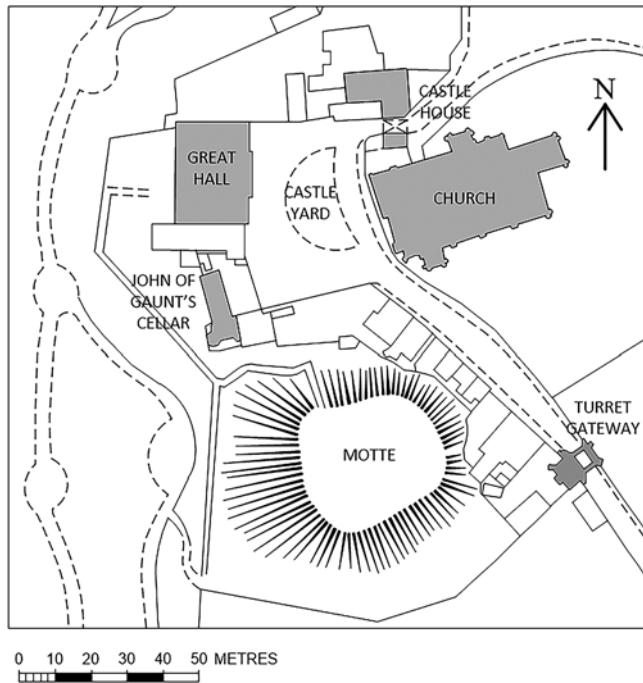 CASTLE
HOUSE
N
GREAT
HALL
CASTLE
YARD
CHURCH
JOHN OF
GAUNT'S
CELLAR
TURRET
GATEWAY
MOTTE
0 10 20 30 40 50 METRES